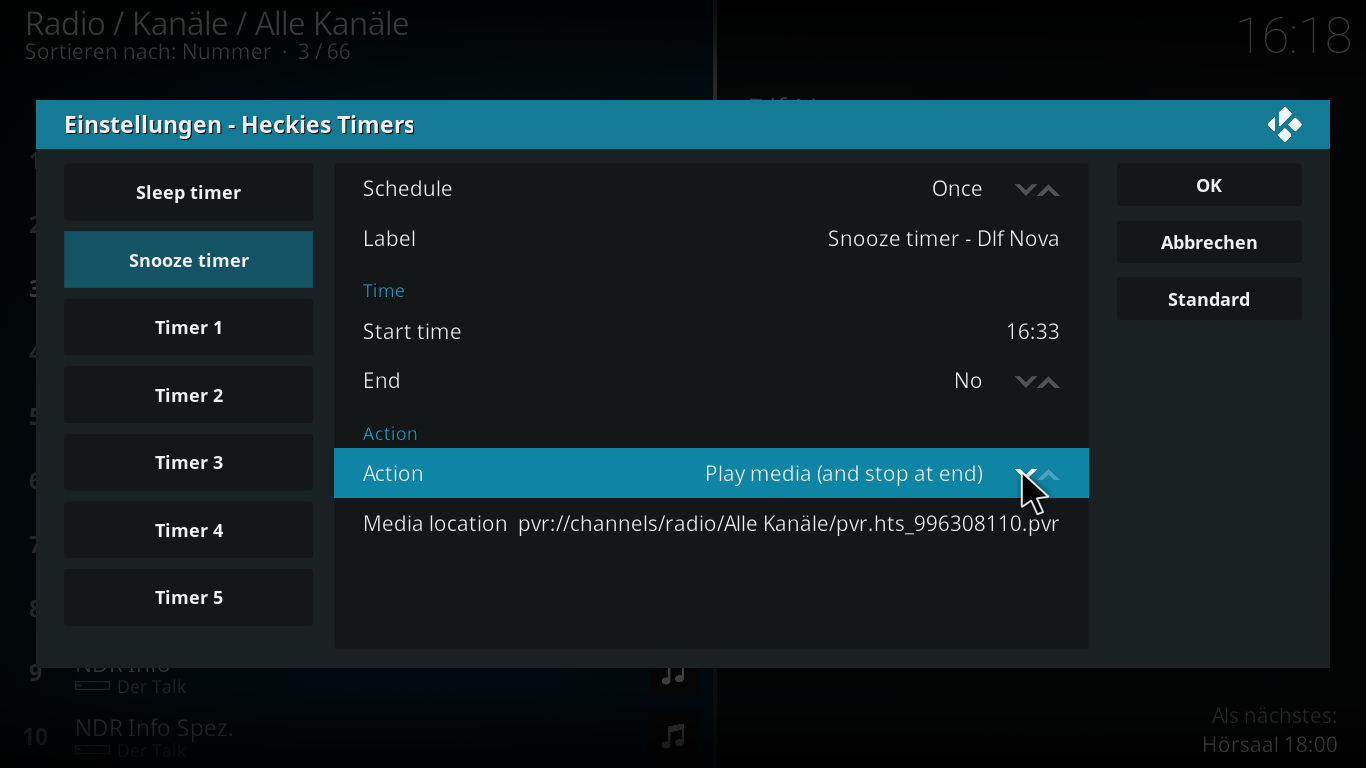 Radio / Kanäle / Alle Kanäle
Sortieren nach: Nummer · 3 / 66
16:18
Einstellungen - Heckies Timers
Sleep timer
Snooze timer
Timer 1
Timer 2
Timer 3
Timer 4
Timer 5
Schedule Once
Label Snooze timer - Dlf Nova
Time
Start time 16:33
End No
Action
Action Play media (and stop at end)
Media location pvr://channels/radio/Alle Kanäle/pvr.hts_996308110.pvr
OK
Abbrechen
Standard
9 NDR Info
Der Talk
10 NDR Info Spez.
Der Talk
Als nächstes:
Hörsaal 18:00